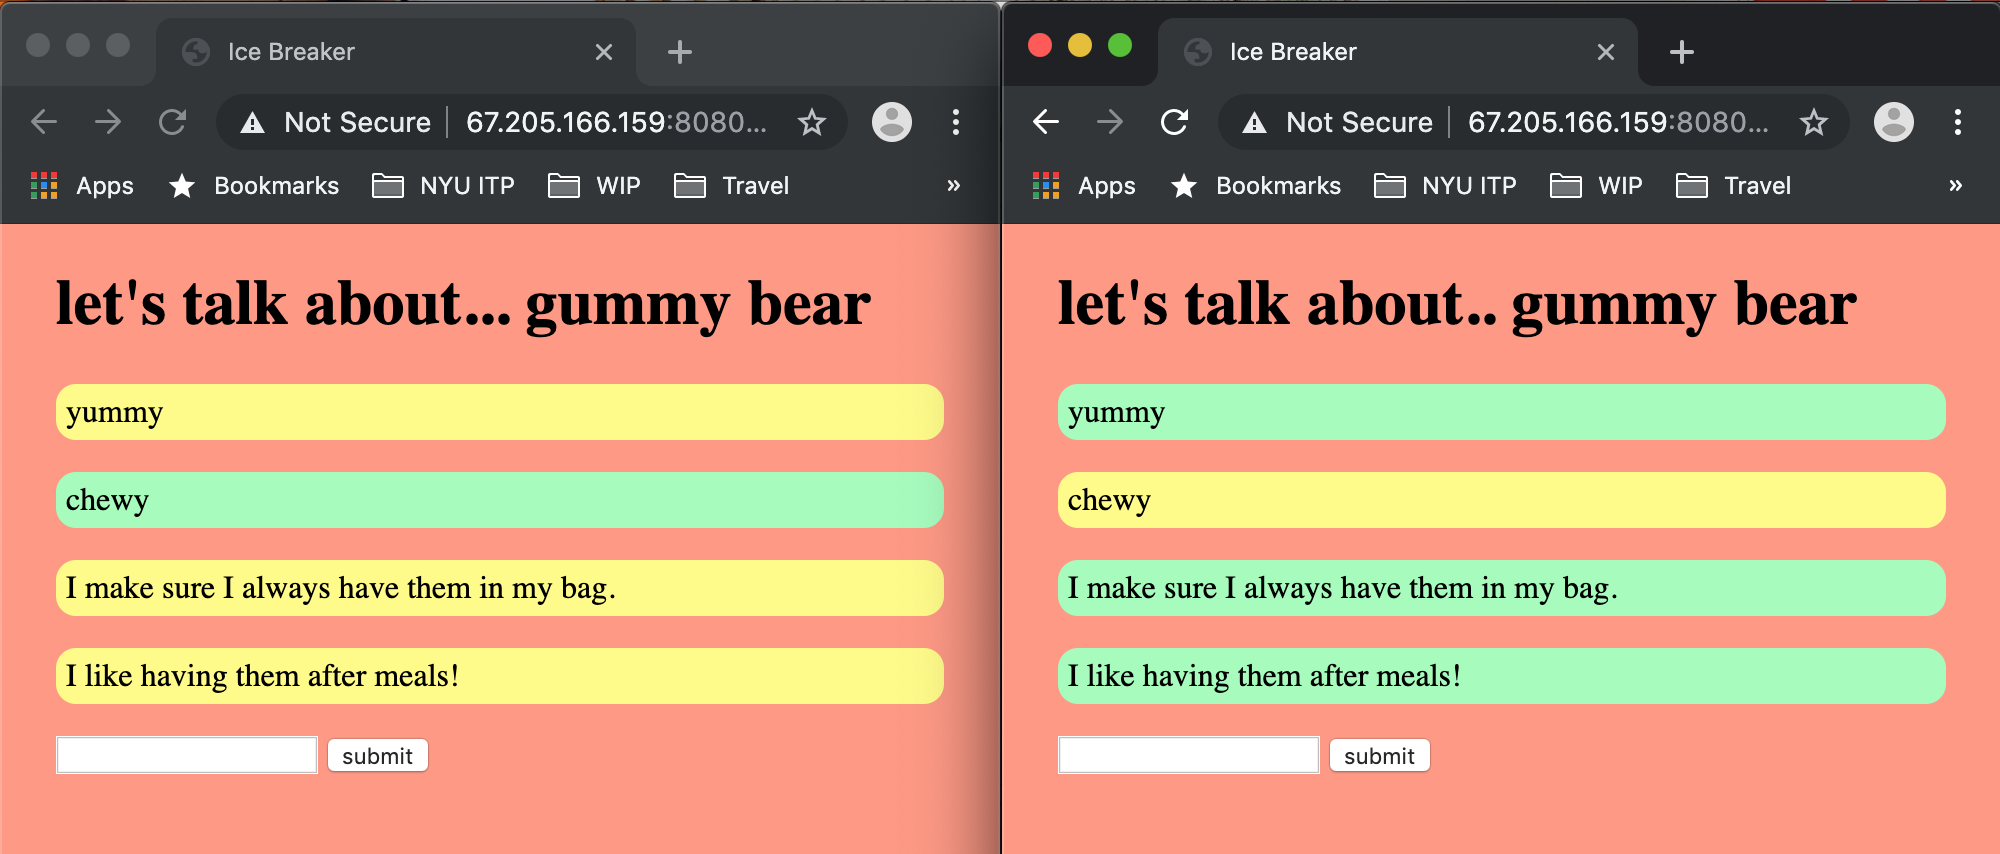 Ice Breaker
Not Secure 67.205.166.159:8080...
Apps Bookmarks NYU ITP WIP Travel »
let's talk about... gummy bear
yummy
chewy
I make sure I always have them in my bag.
I like having them after meals!
submit
Ice Breaker
Not Secure 67.205.166.159:8080...
Apps Bookmarks NYU ITP WIP Travel »
let's talk about.. gummy bear
yummy
chewy
I make sure I always have them in my bag.
I like having them after meals!
submit